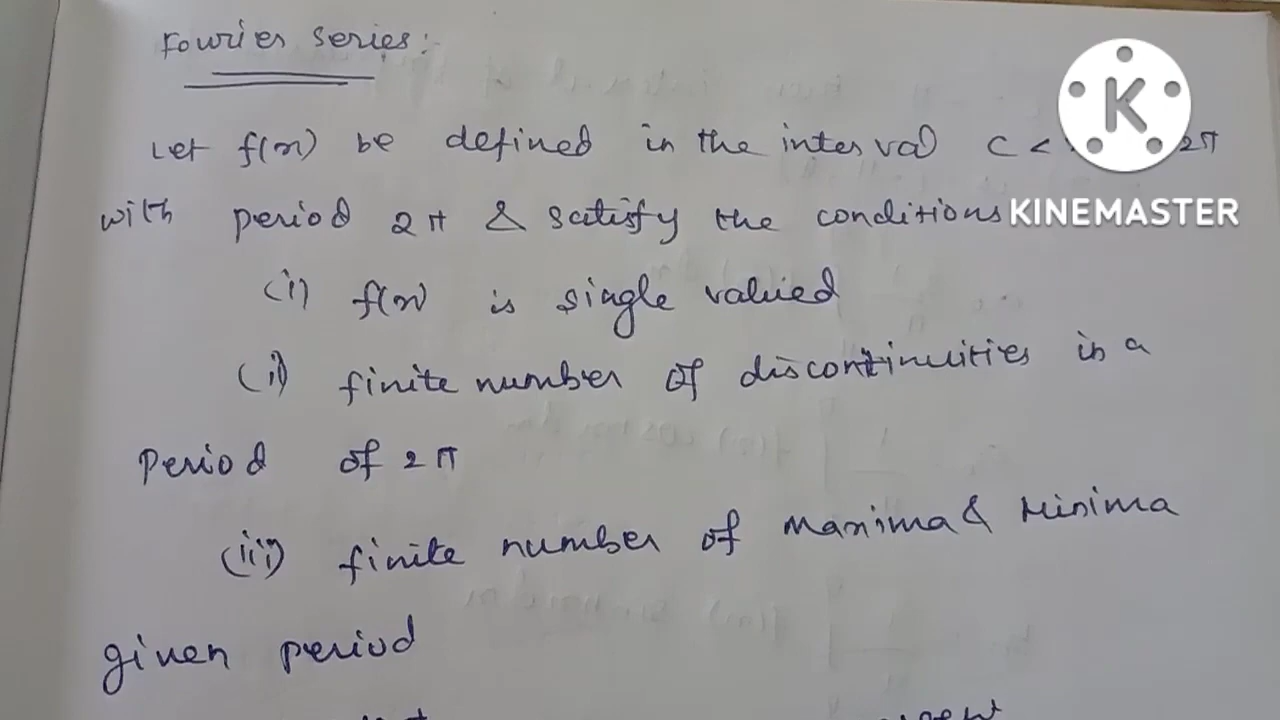 Fourier series:
Let f(x) be defined in the interval c < 2π
with period 2π & satisfy the conditions
(i) f(x) is single valued
(ii) finite number of discontinuities in a
period of 2π
(iii) finite number of Maxima & Minima
given period
K
KINEMASTER